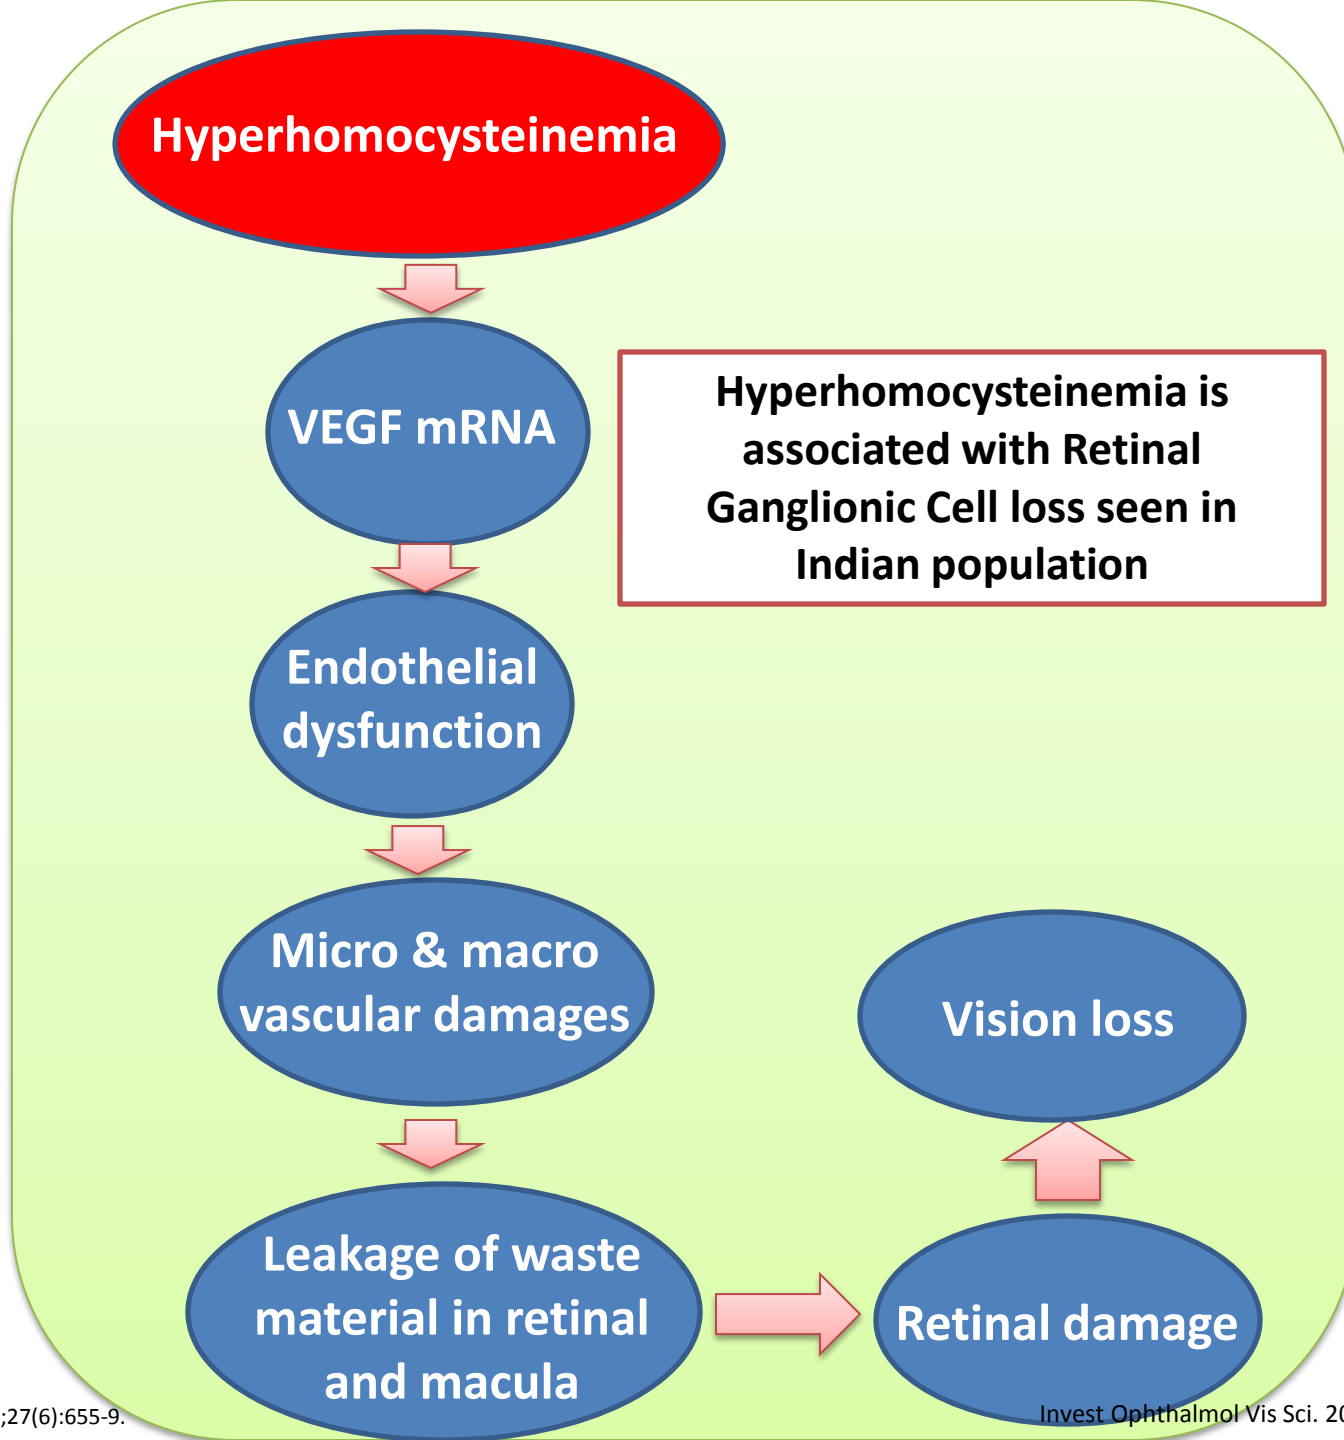 Hyperhomocysteinemia
VEGF mRNA
Hyperhomocysteinemia is
associated with Retinal
Ganglionic Cell loss seen in
Indian population
Endothelial
dysfunction
Micro & macro
vascular damages
Vision loss
Leakage of waste
material in retinal
and macula
Retinal damage
;27(6):655-9.
Invest Ophthalmol Vis Sci. 20